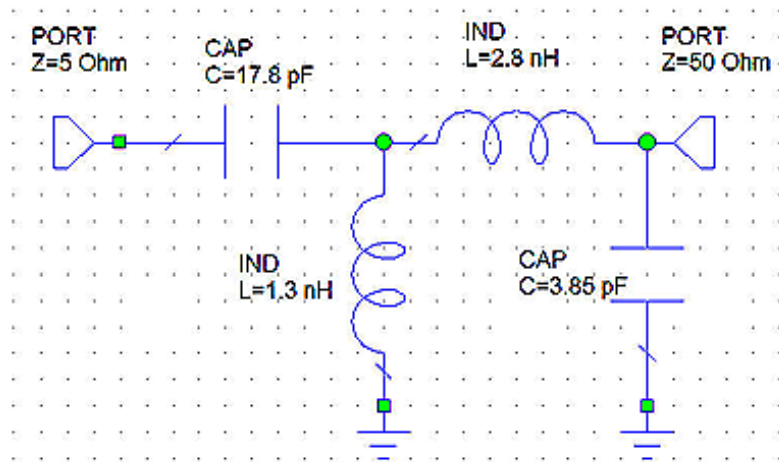 PORT
Z=5 Ohm
CAP
C=17.8 pF
IND
L=2.8 nH
PORT
Z=50 Ohm
IND
L=1.3 nH
CAP
C=3.85 pF